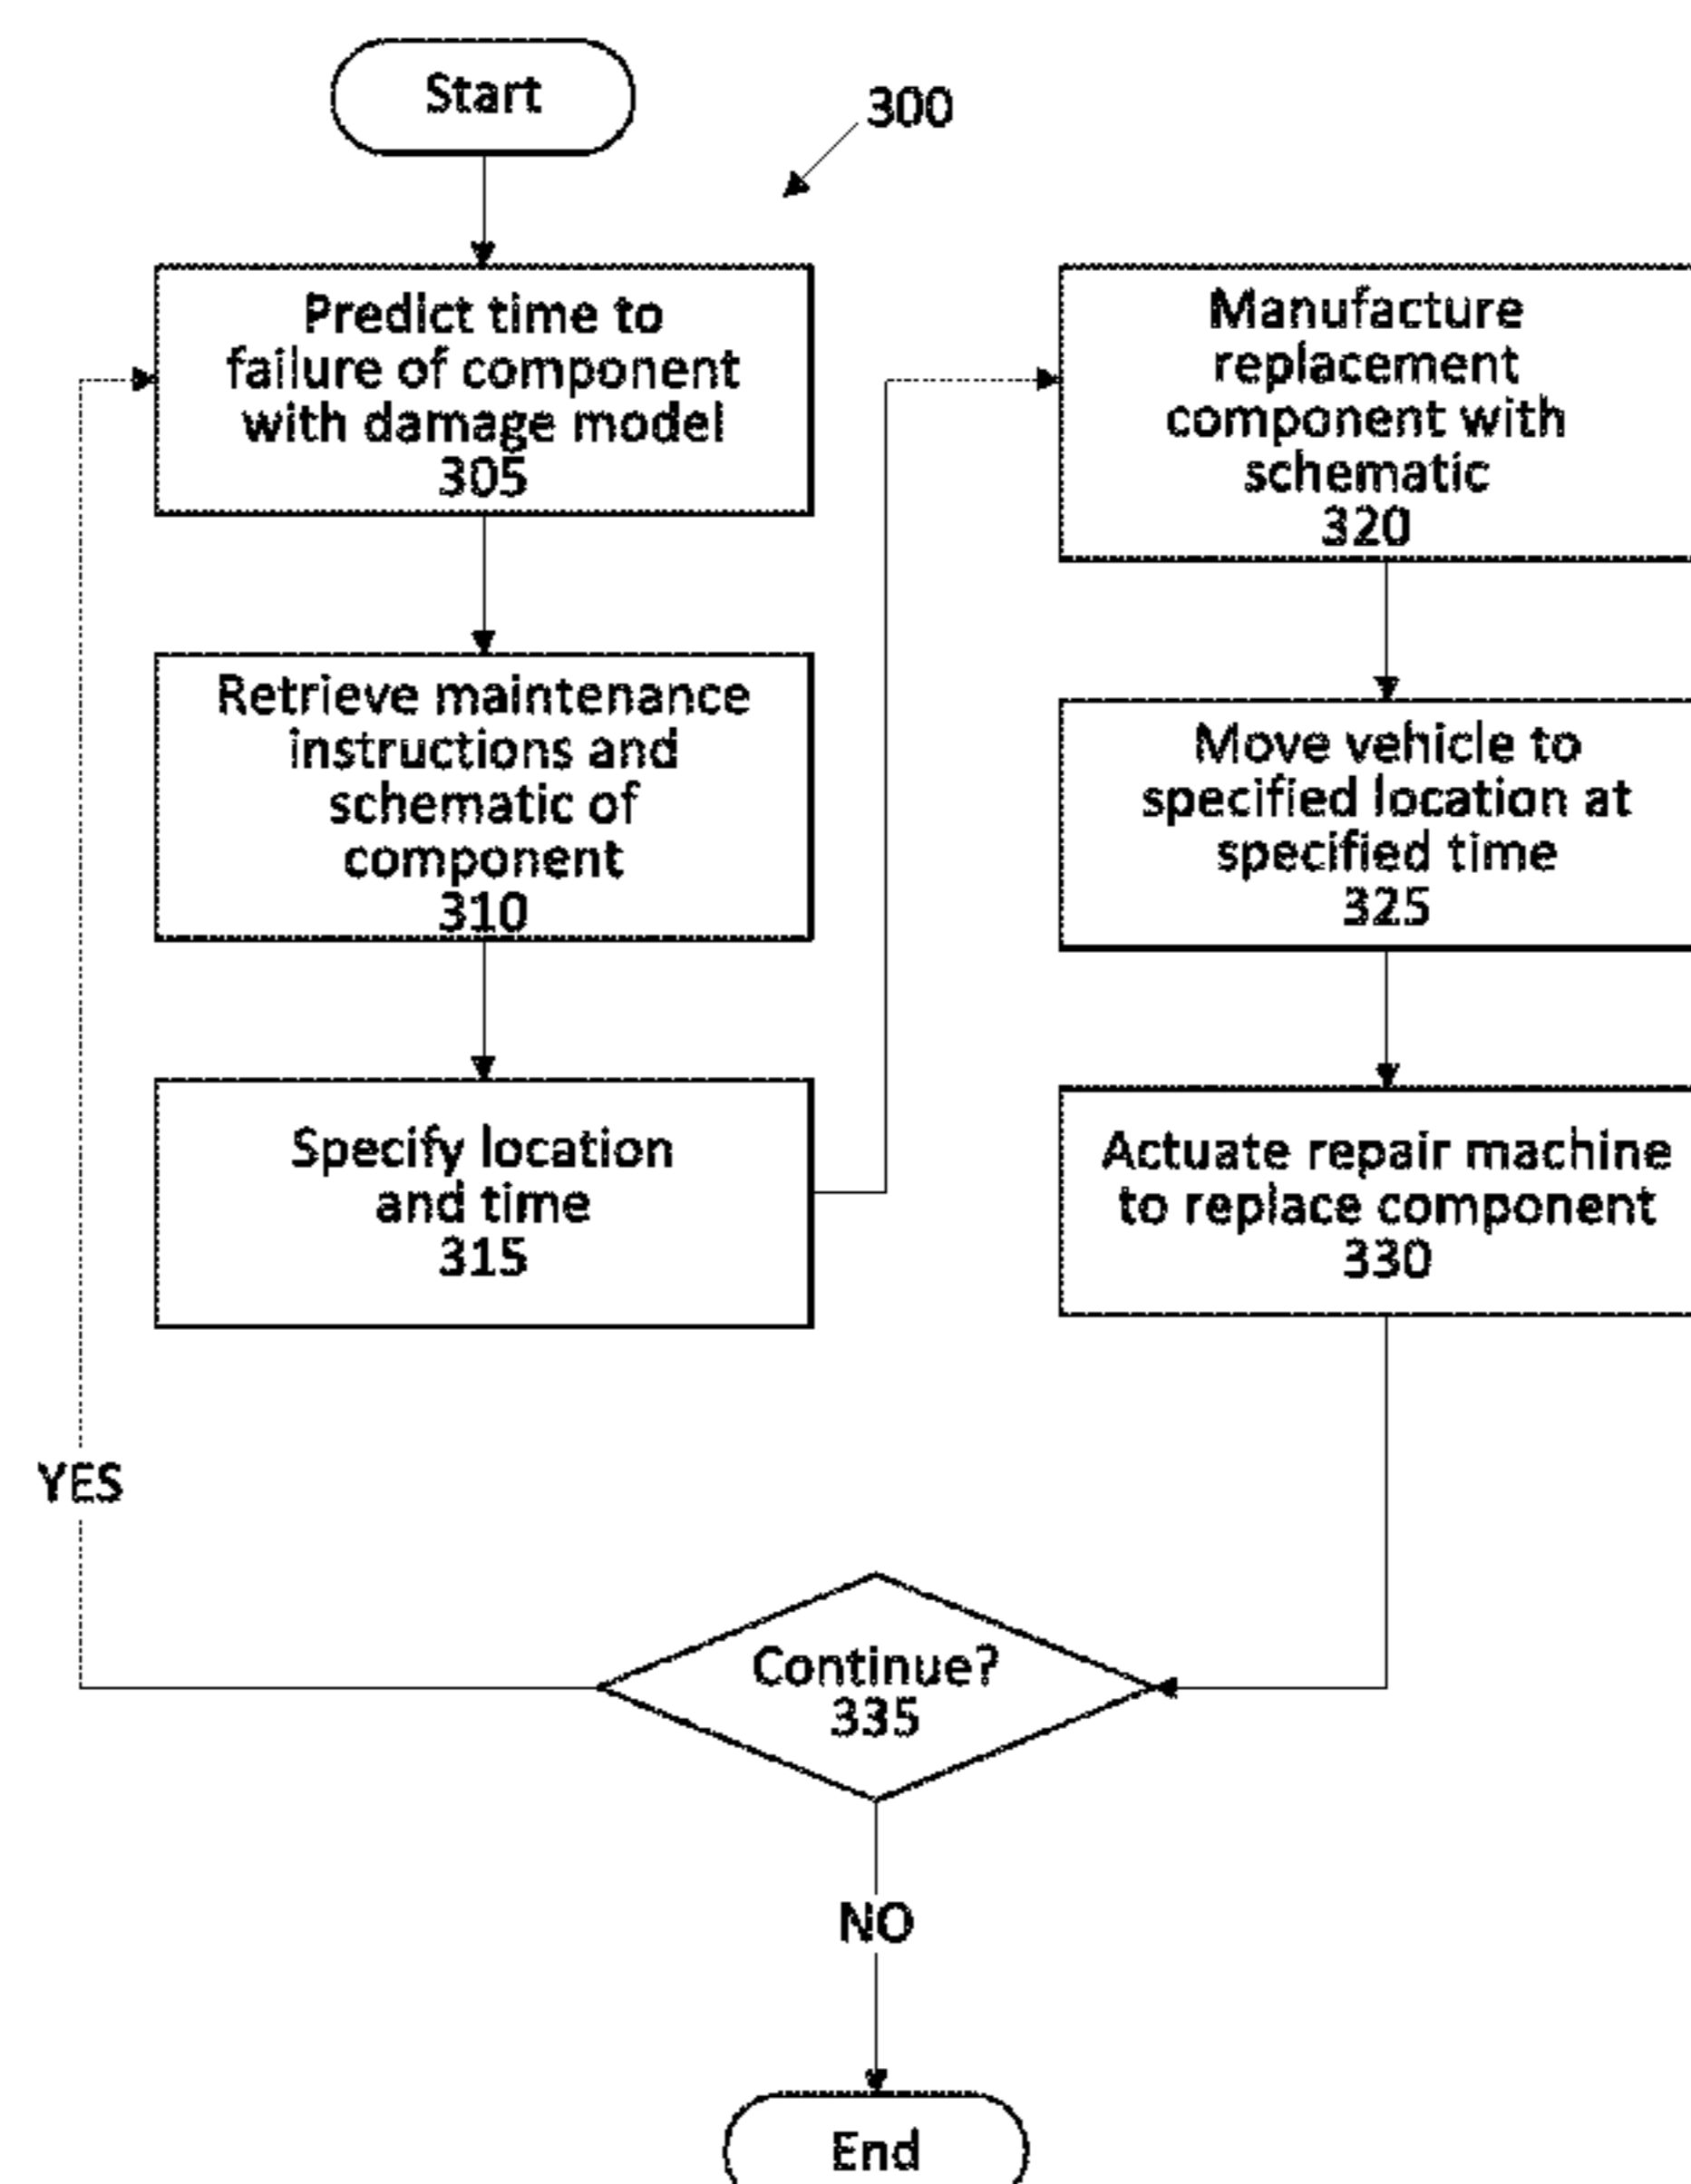 Start
300
Predict time to
failure of component
with damage model
305
Retrieve maintenance
instructions and
schematic of
component
310
Specify location
and time
315
Manufacture
replacement
component with
schematic
320
Move vehicle to
specified location at
specified time
325
Actuate repair machine
to replace component
330
YES
Continue?
335
NO
End